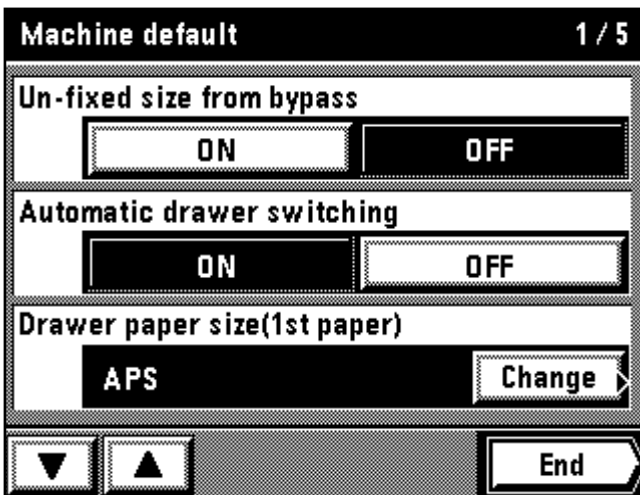 Machine default 1 / 5
Un-fixed size from bypass
ON OFF
Automatic drawer switching
ON OFF
Drawer paper size(1st paper)
APS Change
End